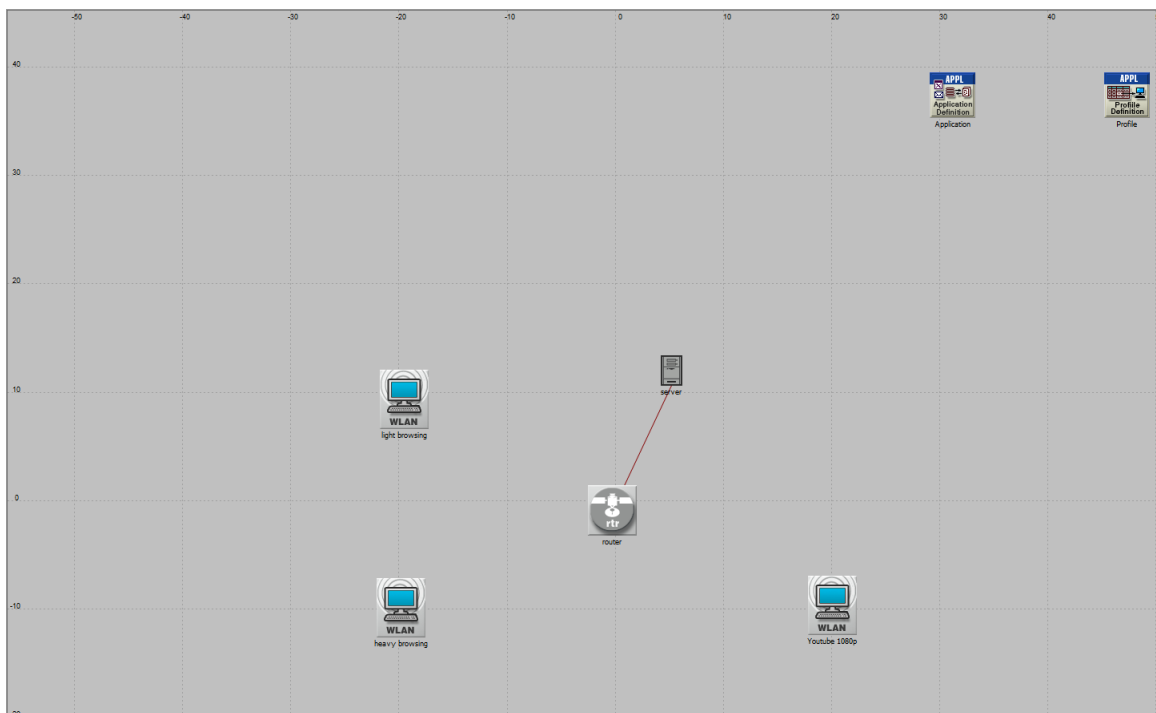 -50 -40 -30 -20 -10 0 10 20 30 40
40
APPL
Application
Definition
Application
APPL
Profile
Definition
Profile
30
20
server
10
WLAN
light browsing
0
rtr
router
-10
WLAN
heavy browsing
WLAN
Youtube 1080p